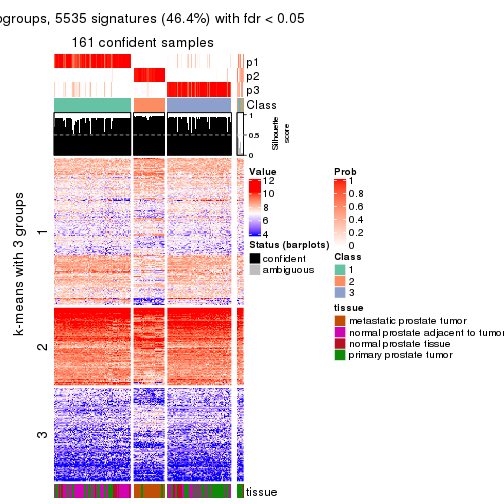 ogroups, 5535 signatures (46.4%) with fdr < 0.05
161 confident samples
p1
p2
p3
Class
1
0.5
0
Silhouette
score
k-means with 3 groups
1
2
3
Value
12
10
8
6
4
Status (barplots)
confident
ambiguous
Prob
1
0.8
0.6
0.4
0.2
0
Class
1
2
3
tissue
metastatic prostate tumor
normal prostate adjacent to tumor
normal prostate tissue
primary prostate tumor
tissue